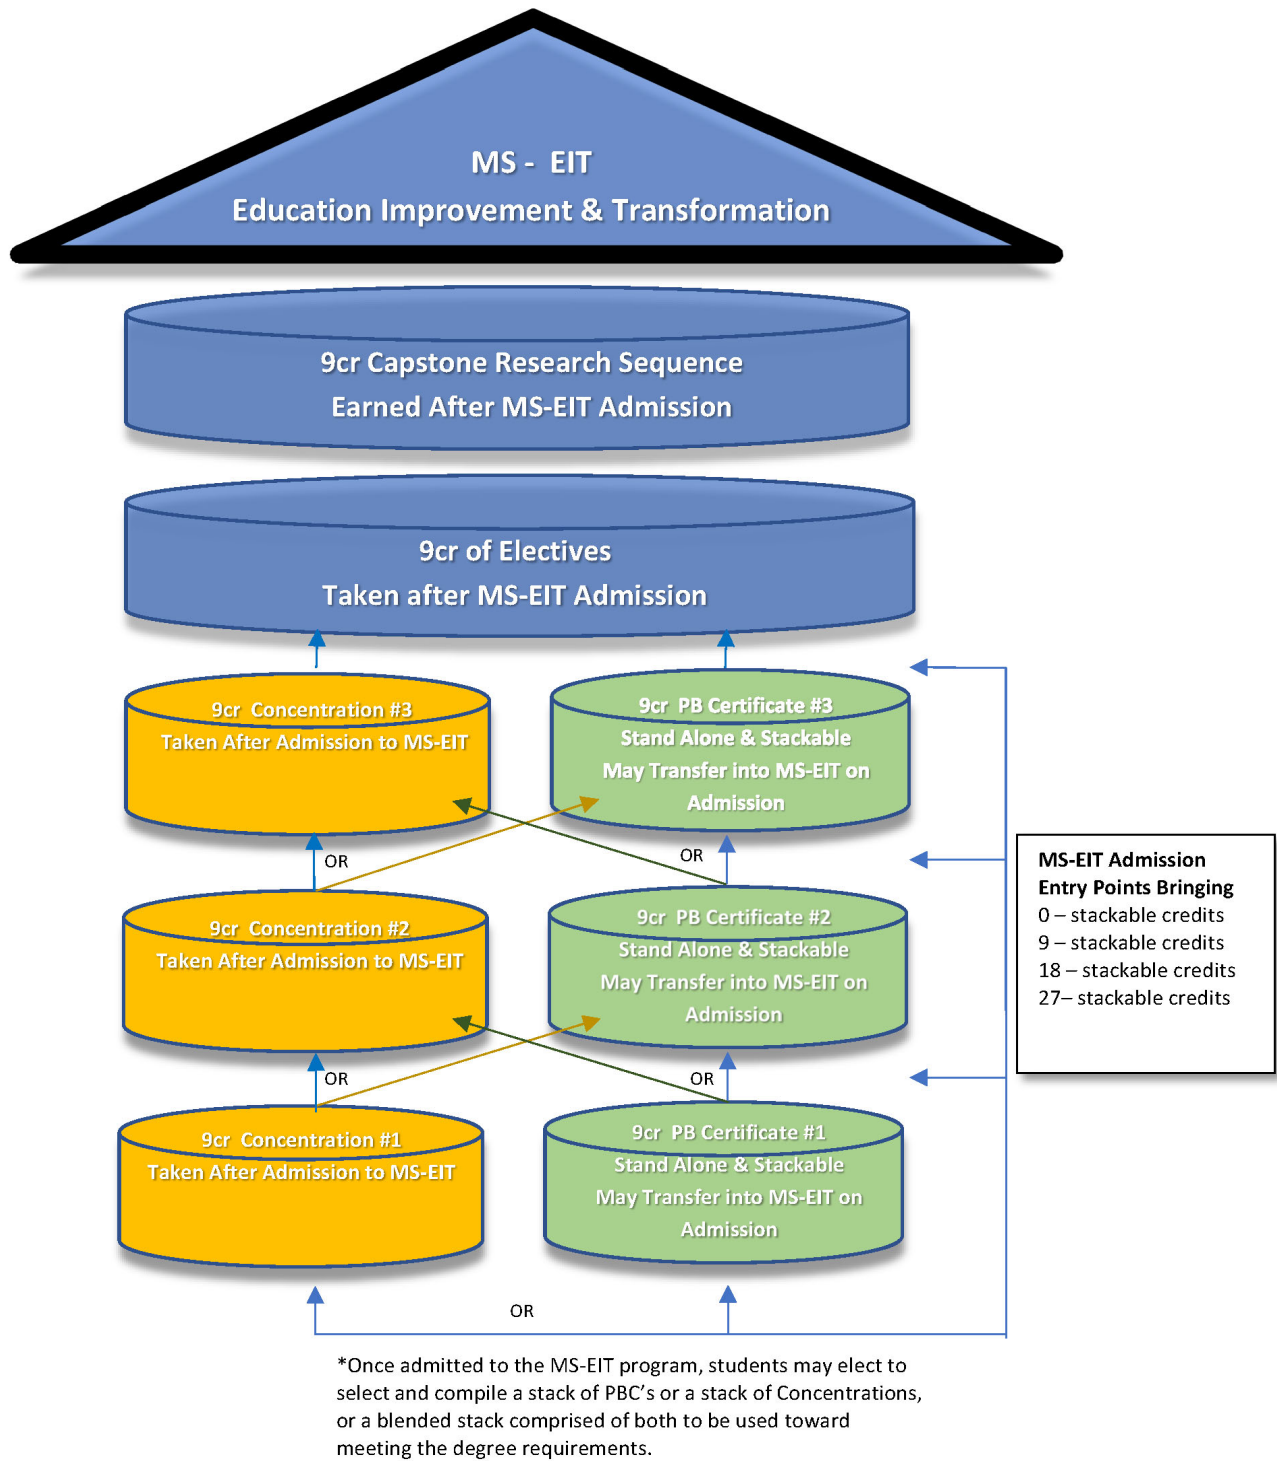 MS - EIT
Education Improvement & Transformation
9cr Capstone Research Sequence
Earned After MS-EIT Admission
9cr of Electives
Taken after MS-EIT Admission
9cr Concentration #3
Taken After Admission to MS-EIT
9cr PB Certificate #3
Stand Alone & Stackable
May Transfer into MS-EIT on
Admission
OR
OR
9cr Concentration #2
Taken After Admission to MS-EIT
9cr PB Certificate #2
Stand Alone & Stackable
May Transfer into MS-EIT on
Admission
MS-EIT Admission
Entry Points Bringing
0 – stackable credits
9 – stackable credits
18 – stackable credits
27– stackable credits
OR
OR
9cr Concentration #1
Taken After Admission to MS-EIT
9cr PB Certificate #1
Stand Alone & Stackable
May Transfer into MS-EIT on
Admission
OR
*Once admitted to the MS-EIT program, students may elect to
select and compile a stack of PBC's or a stack of Concentrations,
or a blended stack comprised of both to be used toward
meeting the degree requirements.